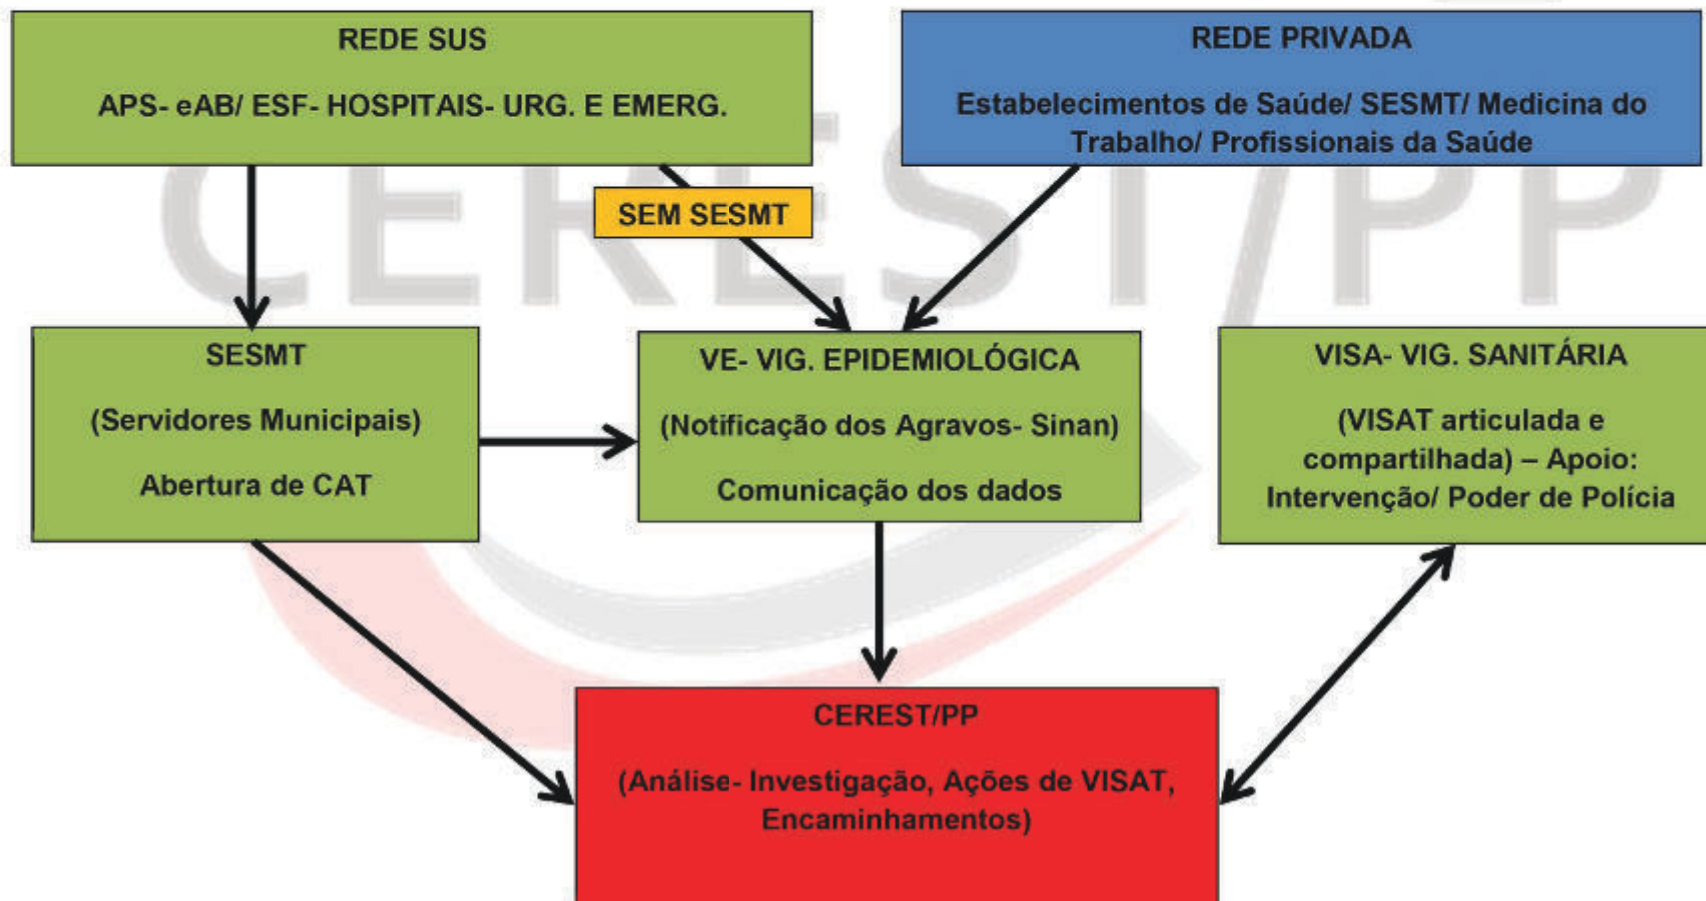 REDE SUS
APS- eAB/ ESF- HOSPITAIS- URG. E EMERG.
REDE PRIVADA
Estabelecimentos de Saúde/ SESMT/ Medicina do
Trabalho/ Profissionais da Saúde
CEREST/PP
SEM SESMT
SESMT
(Servidores Municipais)
Abertura de CAT
VE- VIG. EPIDEMIOLÓGICA
(Notificação dos Agravos- Sinan)
Comunicação dos dados
VISA- VIG. SANITÁRIA
(VISAT articulada e
compartilhada) – Apoio:
Intervenção/ Poder de Polícia
CEREST/PP
(Análise- Investigação, Ações de VISAT,
Encaminhamentos)